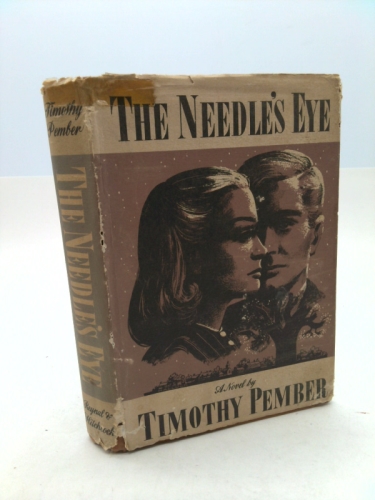 Timothy
Pember
THE NEEDLE'S EYE
Reynal &
Hitchcock
THE NEEDLE'S EYE
A Novel by
TIMOTHY PEMBER